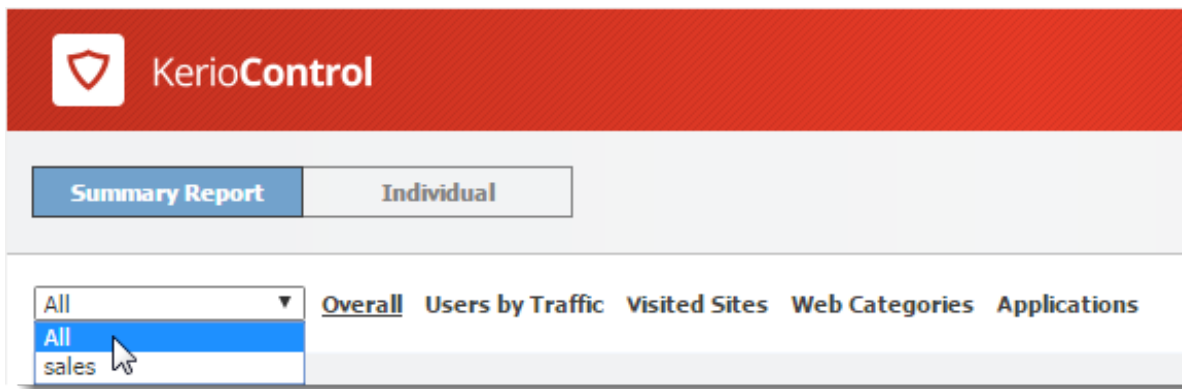 KerioControl
Summary Report Individual
All Overall Users by Traffic Visited Sites Web Categories Applications
All
sales